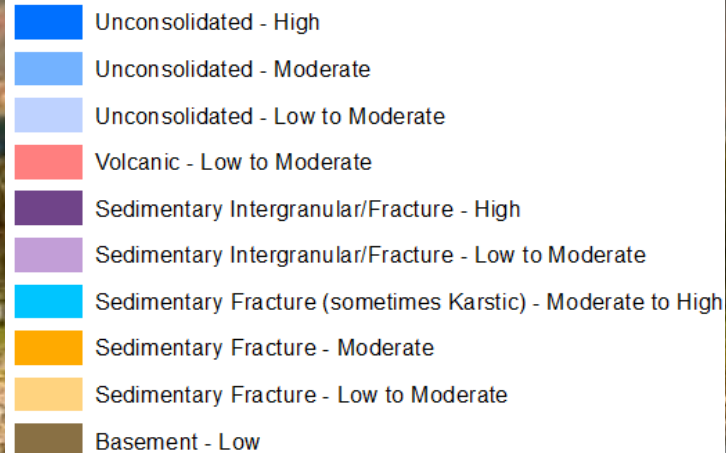 Unconsolidated - High
Unconsolidated - Moderate
Unconsolidated - Low to Moderate
Volcanic - Low to Moderate
Sedimentary Intergranular/Fracture - High
Sedimentary Intergranular/Fracture - Low to Moderate
Sedimentary Fracture (sometimes Karstic) - Moderate to High
Sedimentary Fracture - Moderate
Sedimentary Fracture - Low to Moderate
Basement - Low